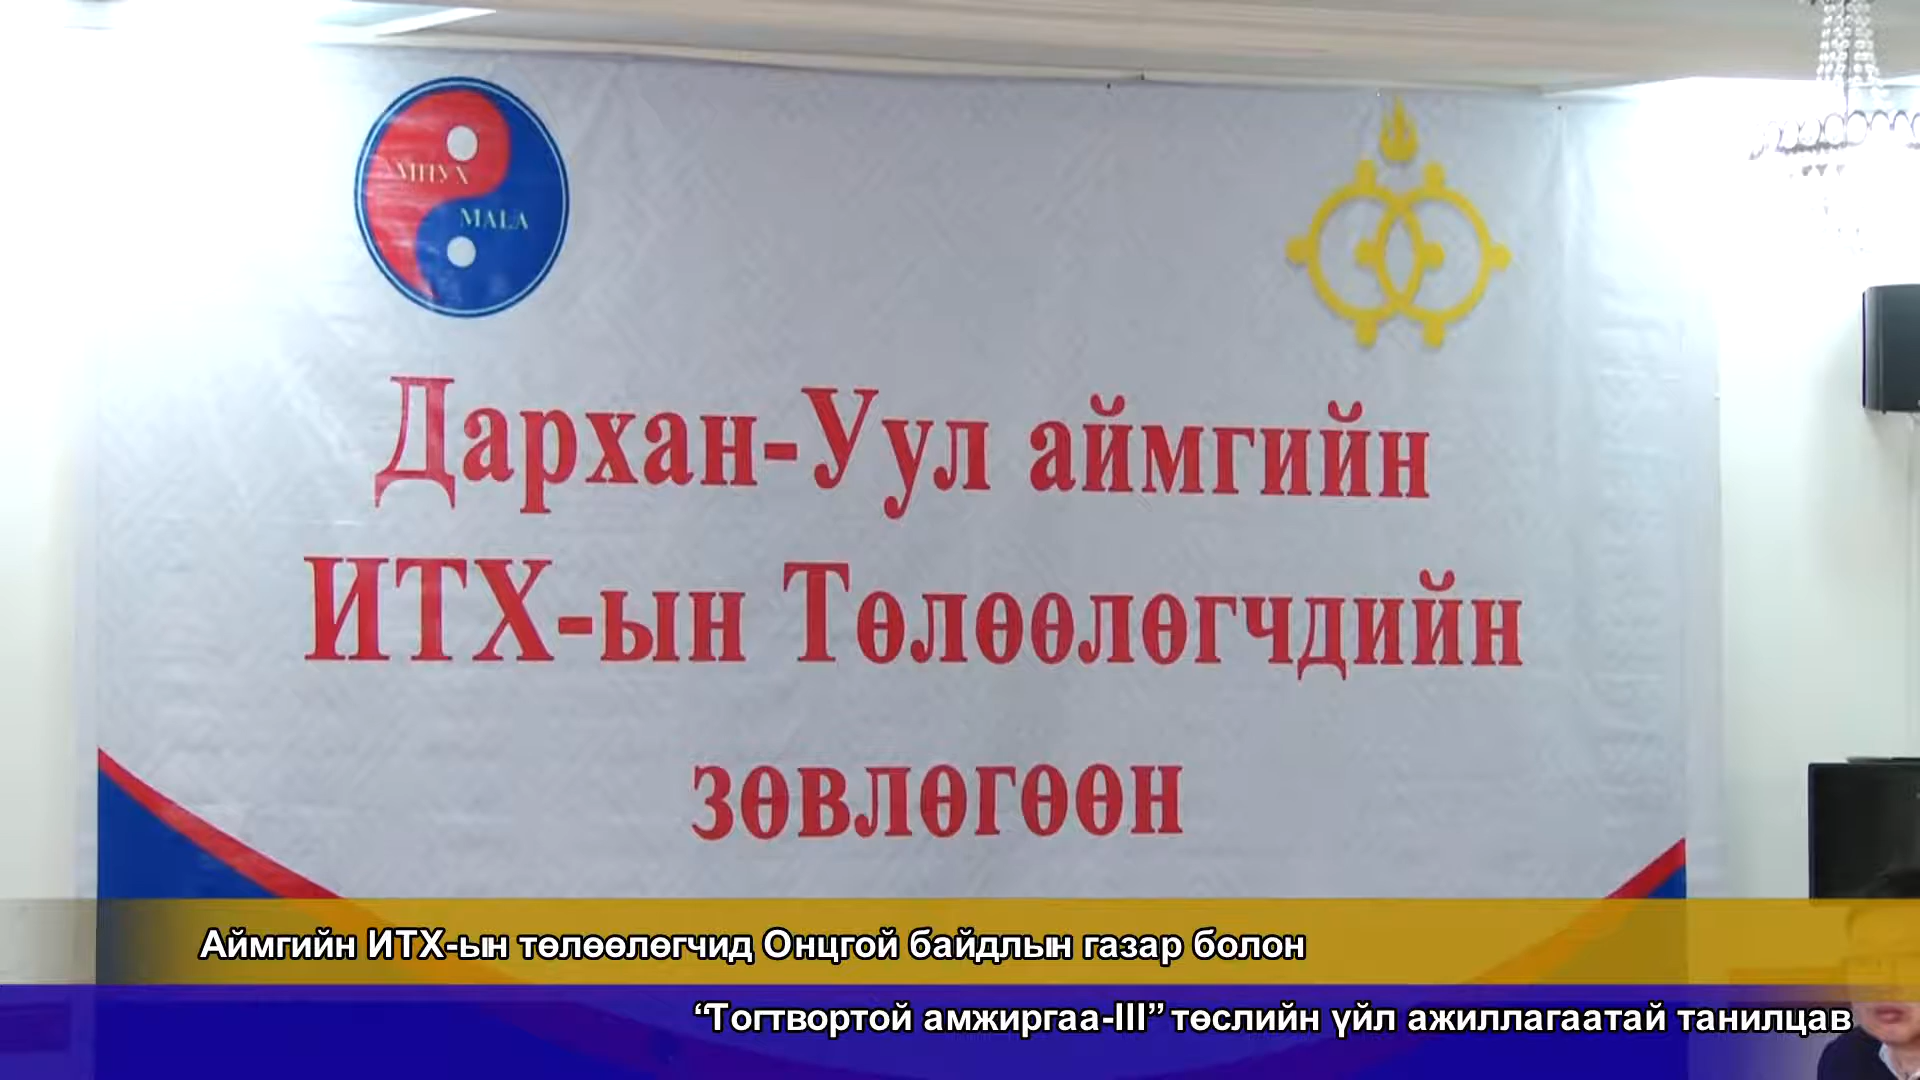 МПУХ
MALA
Дархан-Уул аймгийн
ИТХ-ын Төлөөлөгчдийн
зөвлөгөөн
Аймгийн ИТХ-ын төлөөлөгчид Онцгой байдлын газар болон
“Тогтвортой амжиргаа-III” төслийн үйл ажиллагаатай танилцав